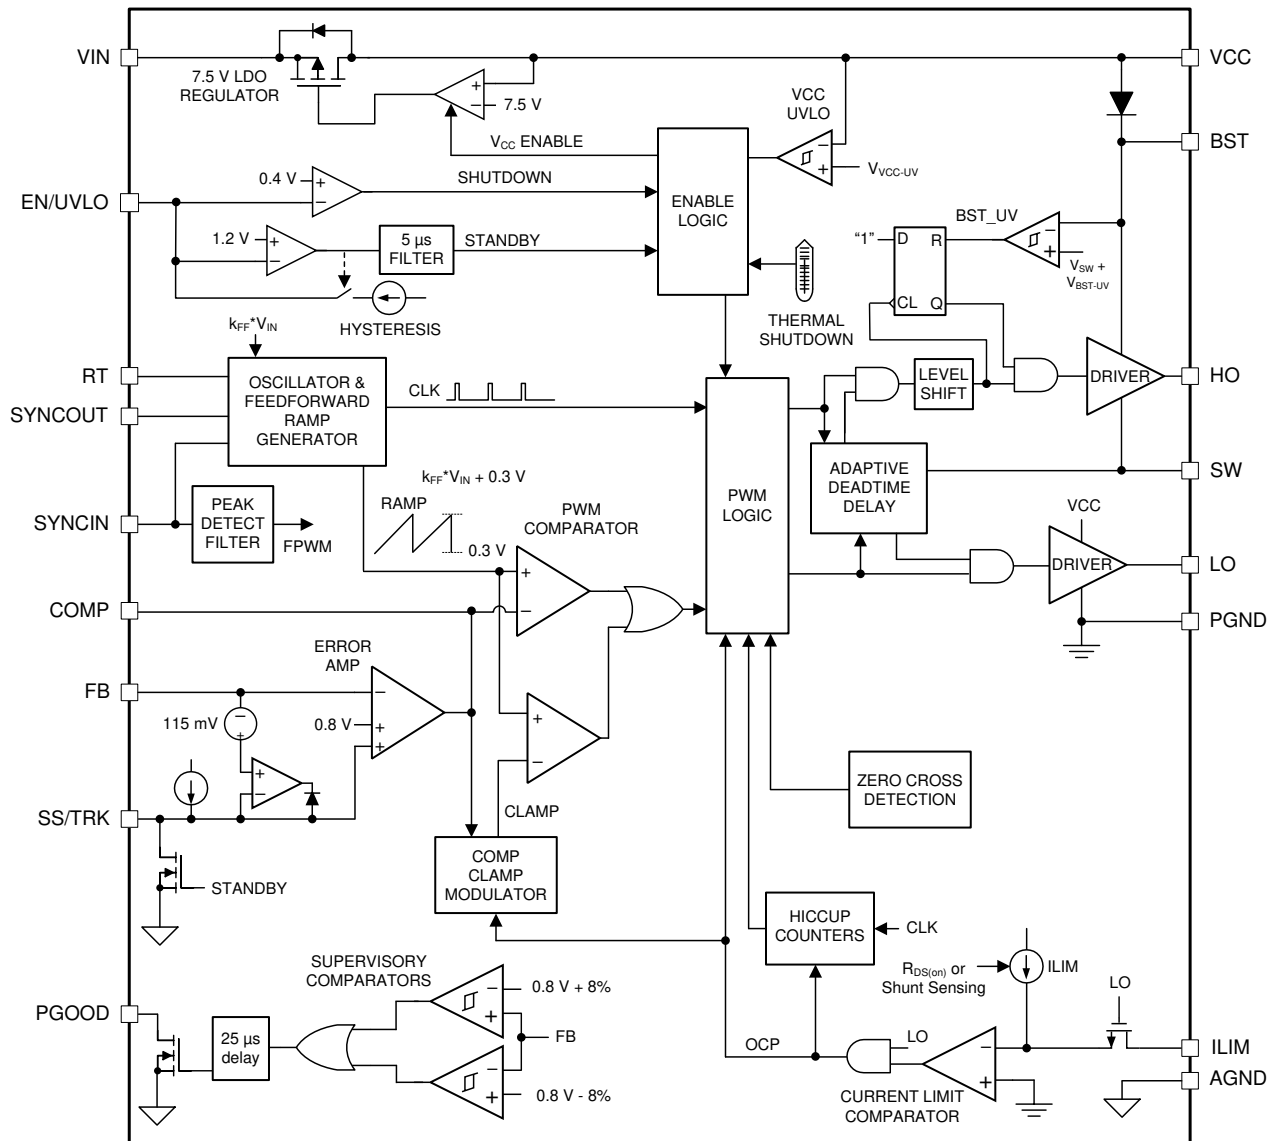 VIN
7.5 V LDO
REGULATOR
+
−
7.5 V
VCC ENABLE
VCC
UVLO
−
+
VVCC-UV
VCC
BST
EN/UVLO
0.4 V
+
−
SHUTDOWN
1.2 V
+
−
5 µs
FILTER
STANDBY
ENABLE
LOGIC
HYSTERESIS
THERMAL
SHUTDOWN
BST_UV
−
+
VSW +
VBST-UV
"1"
D
R
CL
Q
kFF*VIN
RT
SYNCOUT
OSCILLATOR &
FEEDFORWARD
RAMP
GENERATOR
CLK
LEVEL
SHIFT
DRIVER
HO
SYNCIN
PEAK
DETECT
FILTER
FPWM
kFF*VIN + 0.3 V
RAMP
0.3 V
PWM
COMPARATOR
+
−
PWM
LOGIC
ADAPTIVE
DEADTIME
DELAY
SW
VCC
DRIVER
LO
PGND
COMP
ERROR
AMP
FB
−
+
+
0.8 V
115 mV
−
+
+
−
SS/TRK
STANDBY
+
−
CLAMP
COMP
CLAMP
MODULATOR
ZERO CROSS
DETECTION
HICCUP
COUNTERS
CLK
RDS(on) or
Shunt Sensing
ILIM
LO
SUPERVISORY
COMPARATORS
−
+
0.8 V + 8%
FB
−
+
0.8 V - 8%
PGOOD
25 µs
delay
OCP
LO
−
+
CURRENT LIMIT
COMPARATOR
ILIM
AGND